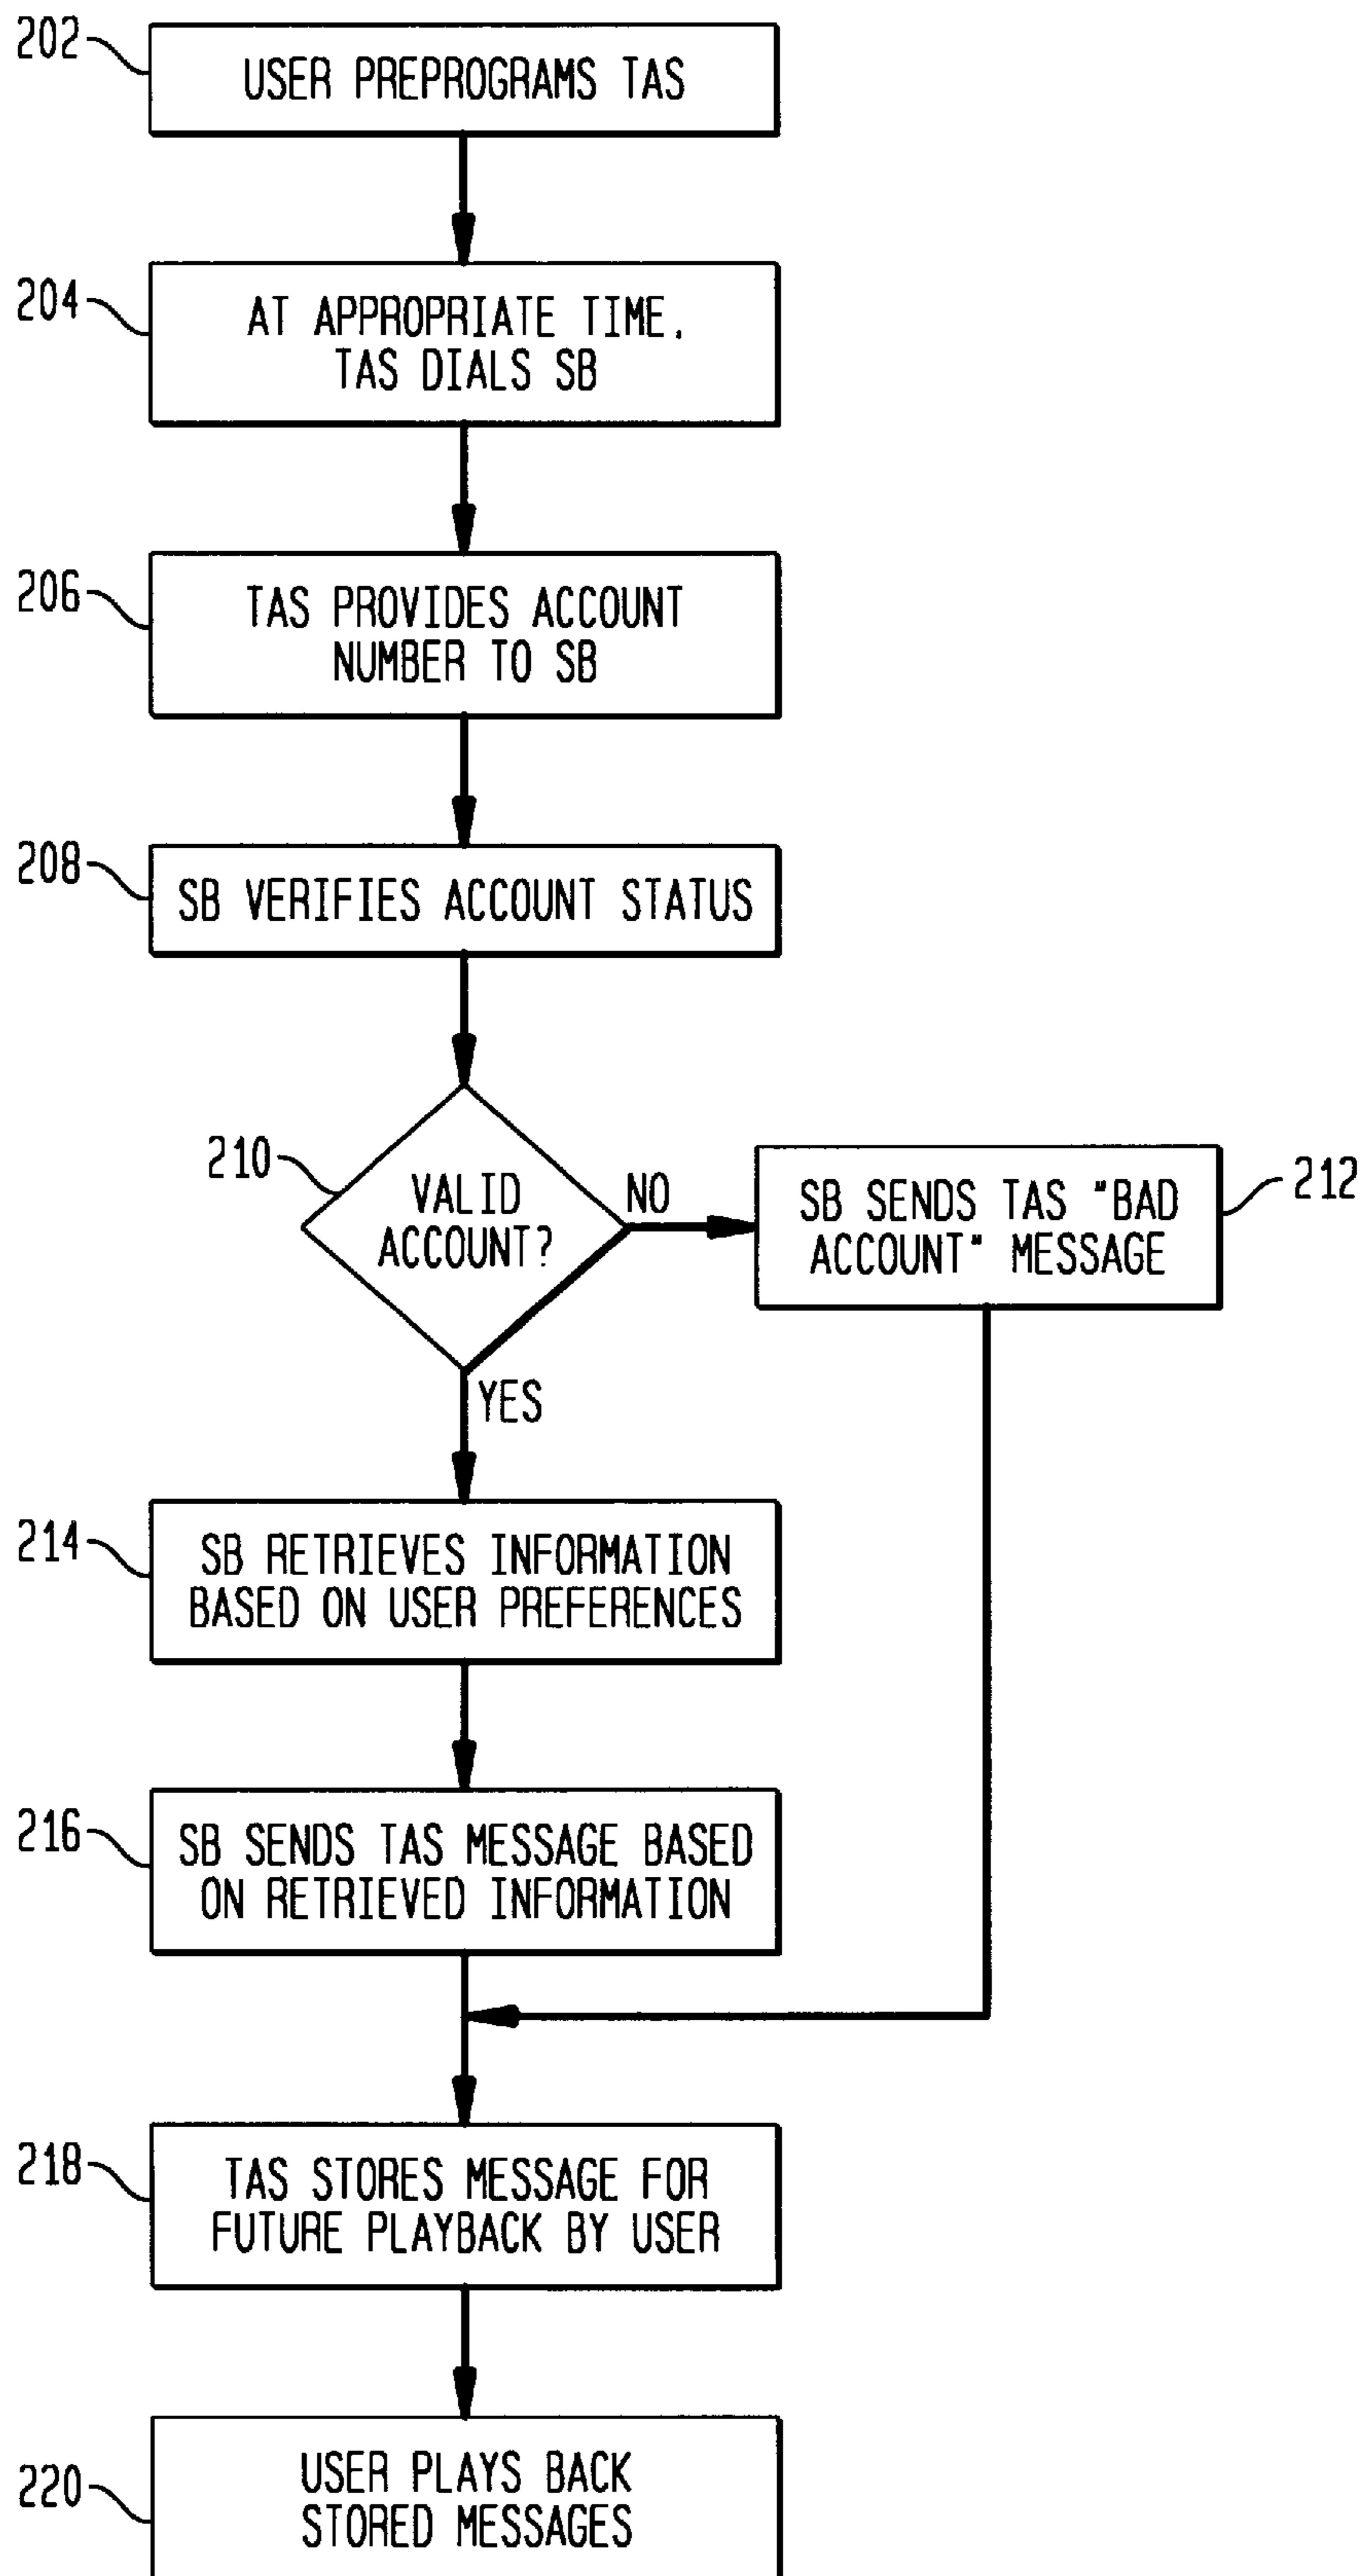 202
USER PREPROGRAMS TAS
204
AT APPROPRIATE TIME,
TAS DIALS SB
206
TAS PROVIDES ACCOUNT
NUMBER TO SB
208
SB VERIFIES ACCOUNT STATUS
210
VALID
ACCOUNT?
NO
SB SENDS TAS "BAD
ACCOUNT" MESSAGE
212
YES
214
SB RETRIEVES INFORMATION
BASED ON USER PREFERENCES
216
SB SENDS TAS MESSAGE BASED
ON RETRIEVED INFORMATION
218
TAS STORES MESSAGE FOR
FUTURE PLAYBACK BY USER
220
USER PLAYS BACK
STORED MESSAGES